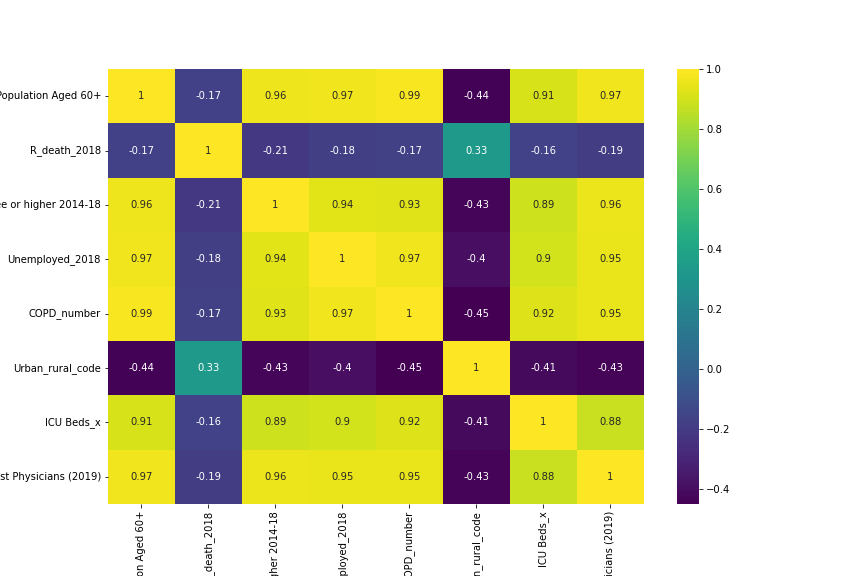 Population Aged 60+ 1 -0.17 0.96 0.97 0.99 -0.44 0.91 0.97
R_death_2018 -0.17 1 -0.21 -0.18 -0.17 0.33 -0.16 -0.19
ee or higher 2014-18 0.96 -0.21 1 0.94 0.93 -0.43 0.89 0.96
Unemployed_2018 0.97 -0.18 0.94 1 0.97 -0.4 0.9 0.95
COPD_number 0.99 -0.17 0.93 0.97 1 -0.45 0.92 0.95
Urban_rural_code -0.44 0.33 -0.43 -0.4 -0.45 1 -0.41 -0.43
ICU Beds_x 0.91 -0.16 0.89 0.9 0.92 -0.41 1 0.88
st Physicians (2019) 0.97 -0.19 0.96 0.95 0.95 -0.43 0.88 1
on Aged 60+
_death_2018
gher 2014-18
ployed_2018
OPD_number
n_rural_code
ICU Beds_x
icians (2019)
1.0
0.8
0.6
0.4
0.2
0.0
−0.2
−0.4